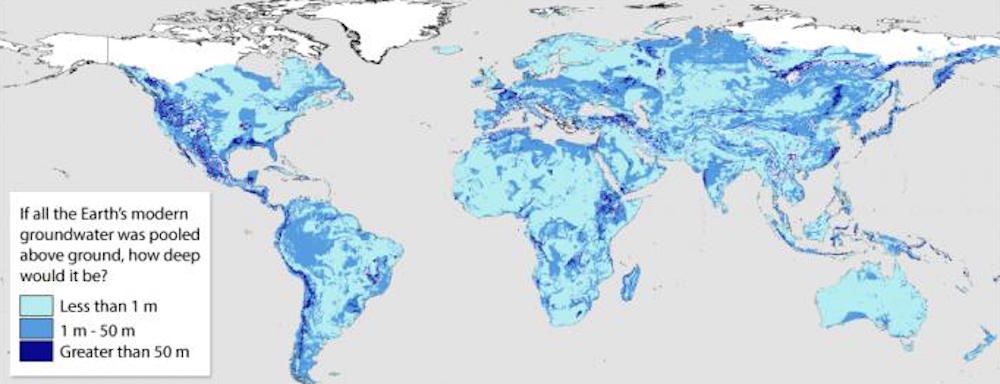 If all the Earth's modern
groundwater was pooled
above ground, how deep
would it be?
Less than 1 m
1 m - 50 m
Greater than 50 m